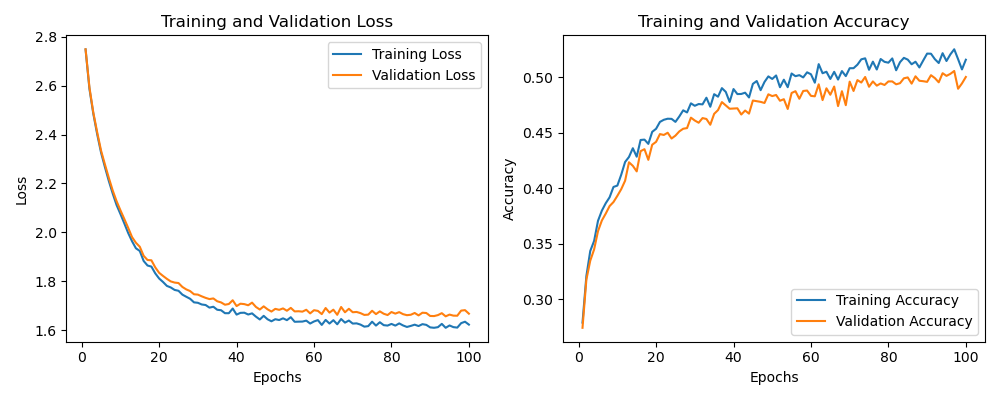 Training and Validation Loss
Training Loss
Validation Loss
Loss
2.8
2.6
2.4
2.2
2.0
1.8
1.6
0
20
40
60
80
100
Epochs
Training and Validation Accuracy
Training Accuracy
Validation Accuracy
Accuracy
0.50
0.45
0.40
0.35
0.30
0
20
40
60
80
100
Epochs